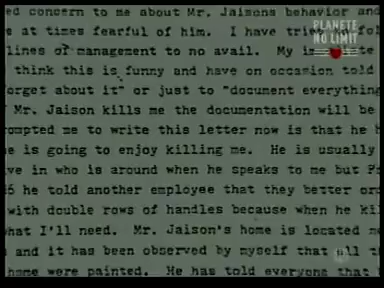 ed concern to me about Mr. Jaisons behavior and
e at times fearful of him. I have tried
lines of management to no avail. My
think this is funny and have on occasion told
orget about it" or just to "document everything
Mr. Jaison kills me the documentation will be
ompted me to write this letter now is that he
e is going to enjoy killing me. He is usually
ve in who is around when he speaks to me but
6 he told another employee that they better
with double rows of handles because when he
hat I'll need. Mr. Jaison's home is located
and it has been observed by myself that
home were painted. He has told everyone that
PLANETE
NO LIMIT